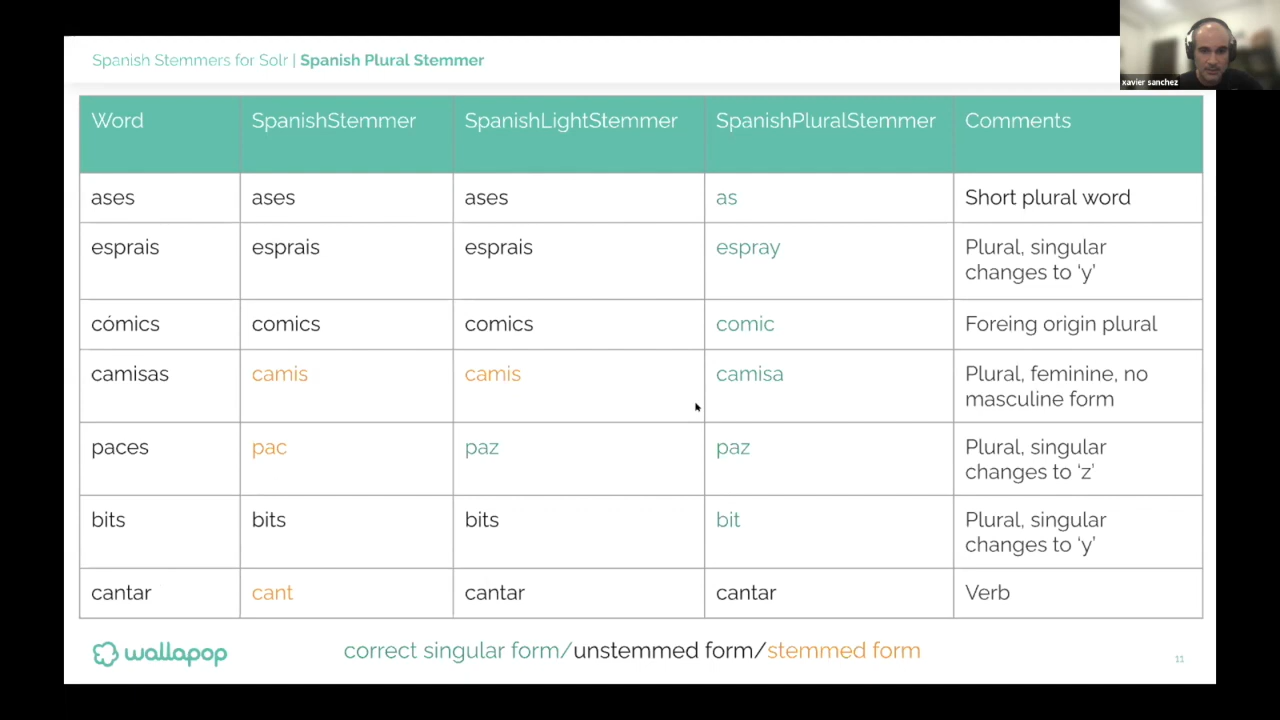 Spanish Stemmers for Solr | Spanish Plural Stemmer
xavier sanchez
Word SpanishStemmer SpanishLightStemmer SpanishPluralStemmer Comments
ases ases ases as Short plural word
esprais esprais esprais espray Plural, singular
changes to ‘y’
cómics comics comics comic Foreing origin plural
camisas camis camis camisa Plural, feminine, no
masculine form
paces pac paz paz Plural, singular
changes to ‘z’
bits bits bits bit Plural, singular
changes to ‘y’
cantar cant cantar cantar Verb
wallapop
correct singular form/unstemmed form/stemmed form
11